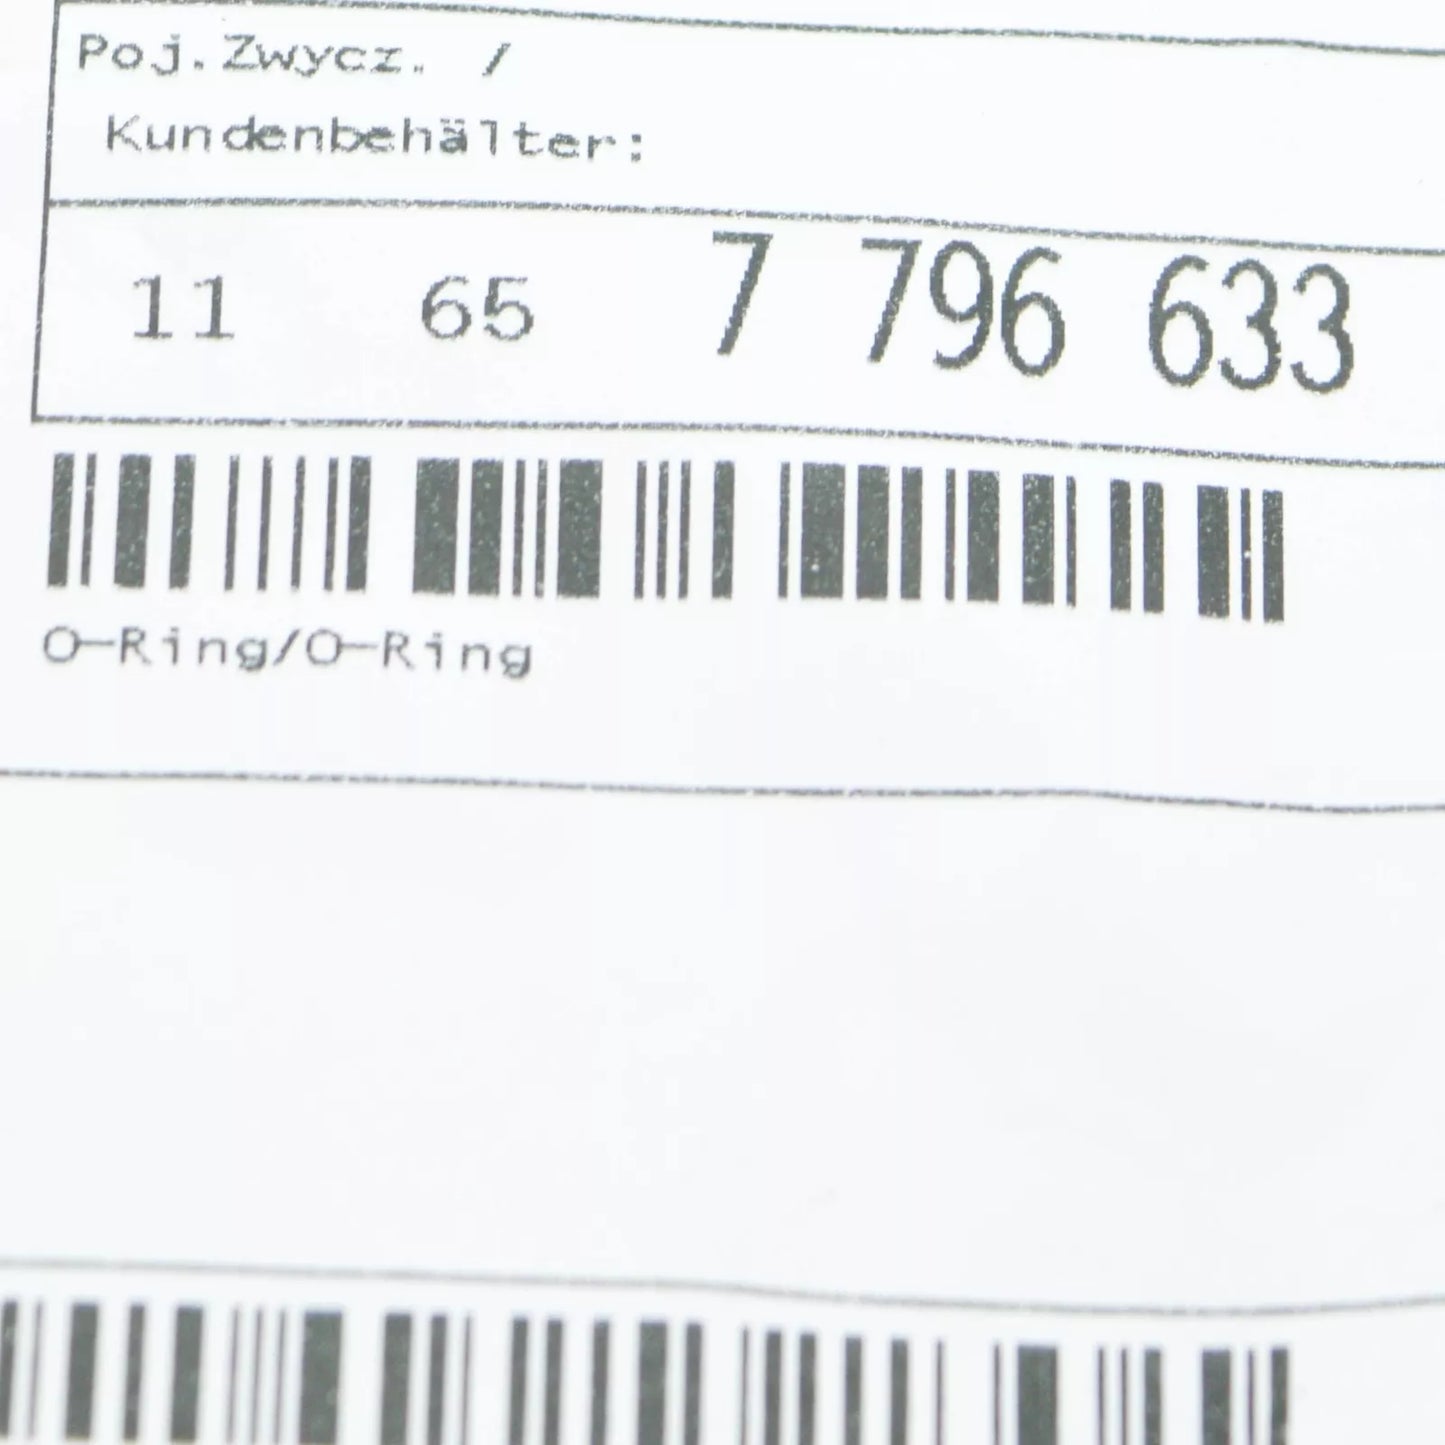 Poj.Zwycz. /
Kundenbehälter:
11 65 7 796 633
O-Ring/O-Ring